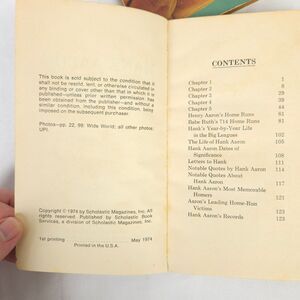 This book is sold subject to the condition that it
shall not be resold, lent, or otherwise circulated in
any binding or cover other than that in which it is
published—unless prior written permission has
been obtained from the publisher—and without a
similar condition, including this condition, being
imposed on the subsequent purchaser.
Photos—pp. 22, 99: Wide World; all other photos:
UPI.
Copyright © 1974 by Scholastic Magazines, Inc. All
rights reserved. Published by Scholastic Book
Services, a division of Scholastic Magazines, Inc.
1st printing May 1974
Printed in the U.S.A.
CONTENTS
Chapter 1 1
Chapter 2 8
Chapter 3 29
Chapter 4 39
Chapter 5 44
Henry Aaron's Home Runs 61
Babe Ruth's 714 Home Runs 82
Hank's Year-by-Year Life
in the Big Leagues 102
The Life of Hank Aaron 105
Hank Aaron Dates of
Significance 108
Letters to Hank 111
Notable Quotes by Hank Aaron 114
Notable Quotes About
Hank Aaron 117
Hank Aaron's Most Memorable
Homers 121
Aaron's Leading Home-Run
Victims 123
Hank Aaron's Records 123